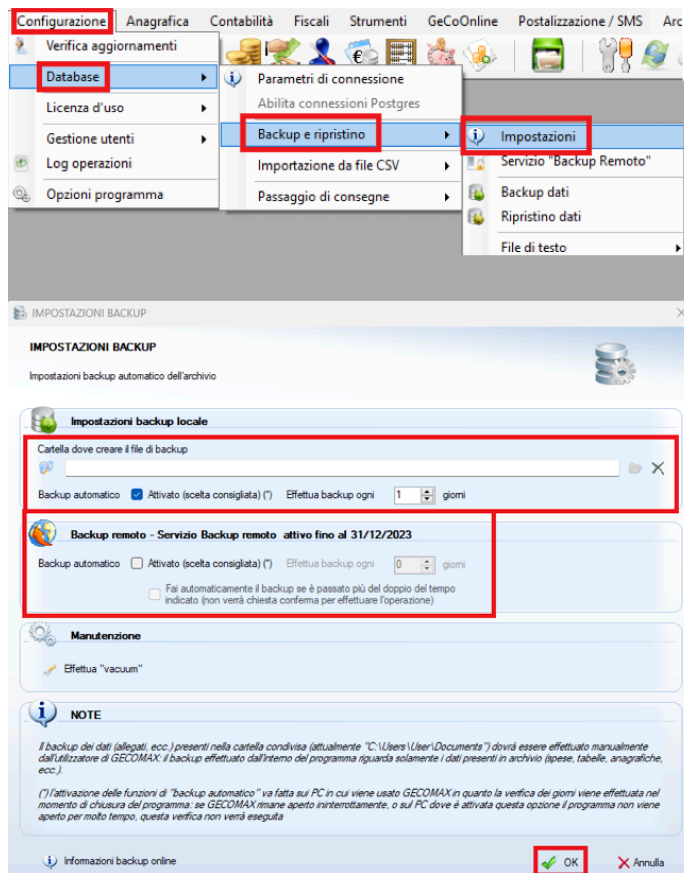 Configurazione Anagrafica Contabilità Fiscali Strumenti GeCoOnline Postalizzazione / SMS Arc
Verifica aggiornamenti
Database
Licenza d'uso
Gestione utenti
Log operazioni
Opzioni programma
Parametri di connessione
Abilita connessioni Postgres
Backup e ripristino
Importazione da file CSV
Passaggio di consegne
Impostazioni
Servizio "Backup Remoto"
Backup dati
Ripristino dati
File di testo
IMPOSTAZIONI BACKUP
IMPOSTAZIONI BACKUP
Impostazioni backup automatico dell'archivio
Impostazioni backup locale
Cartella dove creare il file di backup
Backup automatico Attivato (scelta consigliata) (*) Effettua backup ogni 1 giorni
Backup remoto - Servizio Backup remoto attivo fino al 31/12/2023
Backup automatico Attivato (scelta consigliata) (*) Effettua backup ogni 0 giorni
Fai automaticamente il backup se è passato più del doppio del tempo
indicato (non verrà chiesta conferma per effettuare l'operazione)
Manutenzione
Effettua "vacuum"
NOTE
Il backup dei dati (allegati, ecc.) presenti nella cartella condivisa (attualmente "C:\Users\User\Documents") dovrà essere effettuato manualmente
dall'utilizzatore di GECOMAX: il backup effettuato dall'interno del programma riguarda solamente i dati presenti in archivio (spese, tabelle, anagrafiche,
ecc.).
(*) l'attivazione delle funzioni di "backup automatico" va fatta sui PC in cui viene usato GECOMAX in quanto la verifica dei giorni viene effettuata nel
momento di chiusura del programma: se GECOMAX rimane aperto ininterrottamente, o sul PC dove è attivata questa opzione il programma non viene
aperto per molto tempo, questa verifica non verrà eseguita
Informazioni backup online
OK
Annulla